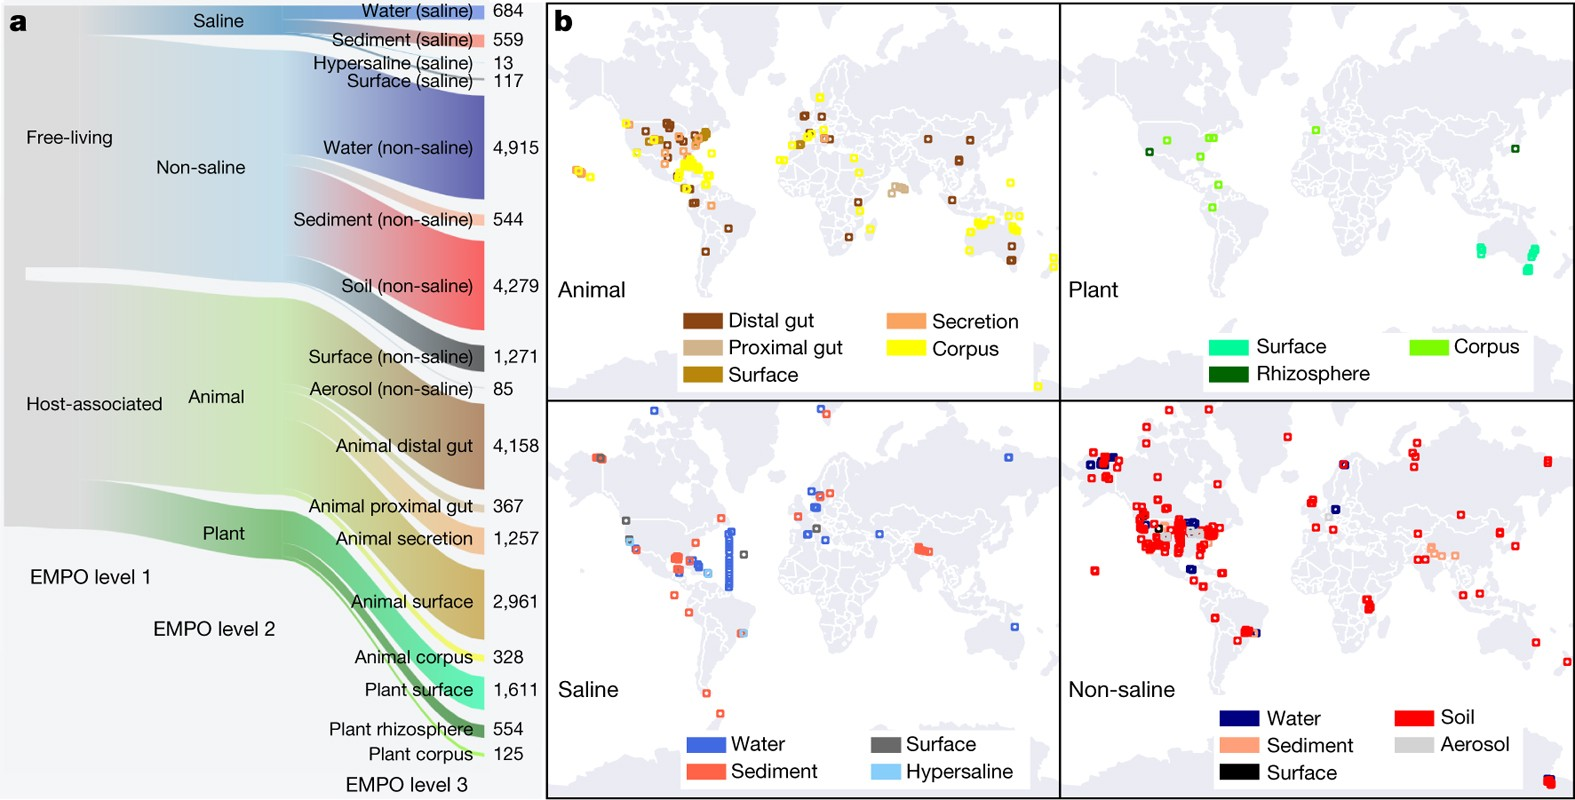 a
Free-living
Host-associated
EMPO level 1
Saline
Non-saline
Animal
Plant
EMPO level 2
Water (saline) 684
Sediment (saline) 559
Hypersaline (saline) 13
Surface (saline) 117
Water (non-saline) 4,915
Sediment (non-saline) 544
Soil (non-saline) 4,279
Surface (non-saline) 1,271
Aerosol (non-saline) 85
Animal distal gut 4,158
Animal proximal gut 367
Animal secretion 1,257
Animal surface 2,961
Animal corpus 328
Plant surface 1,611
Plant rhizosphere 554
Plant corpus 125
EMPO level 3
b
Animal
Distal gut
Proximal gut
Surface
Secretion
Corpus
Plant
Surface
Rhizosphere
Corpus
Saline
Water
Sediment
Surface
Hypersaline
Non-saline
Water
Sediment
Surface
Soil
Aerosol